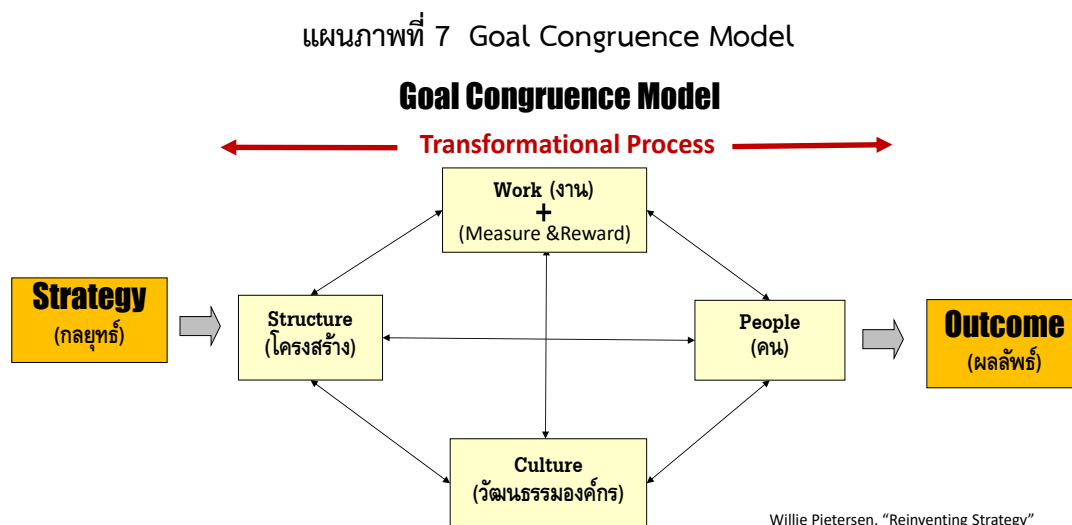 แผนภาพที่ 7 Goal Congruence Model
Goal Congruence Model
Transformational Process
Work (งาน)
+
(Measure &Reward)
Strategy
(กลยุทธ์)
Structure
(โครงสร้าง)
People
(คน)
Outcome
(ผลลัพธ์)
Culture
(วัฒนธรรมองค์กร)
Willie Pietersen, “Reinventing Strategy”